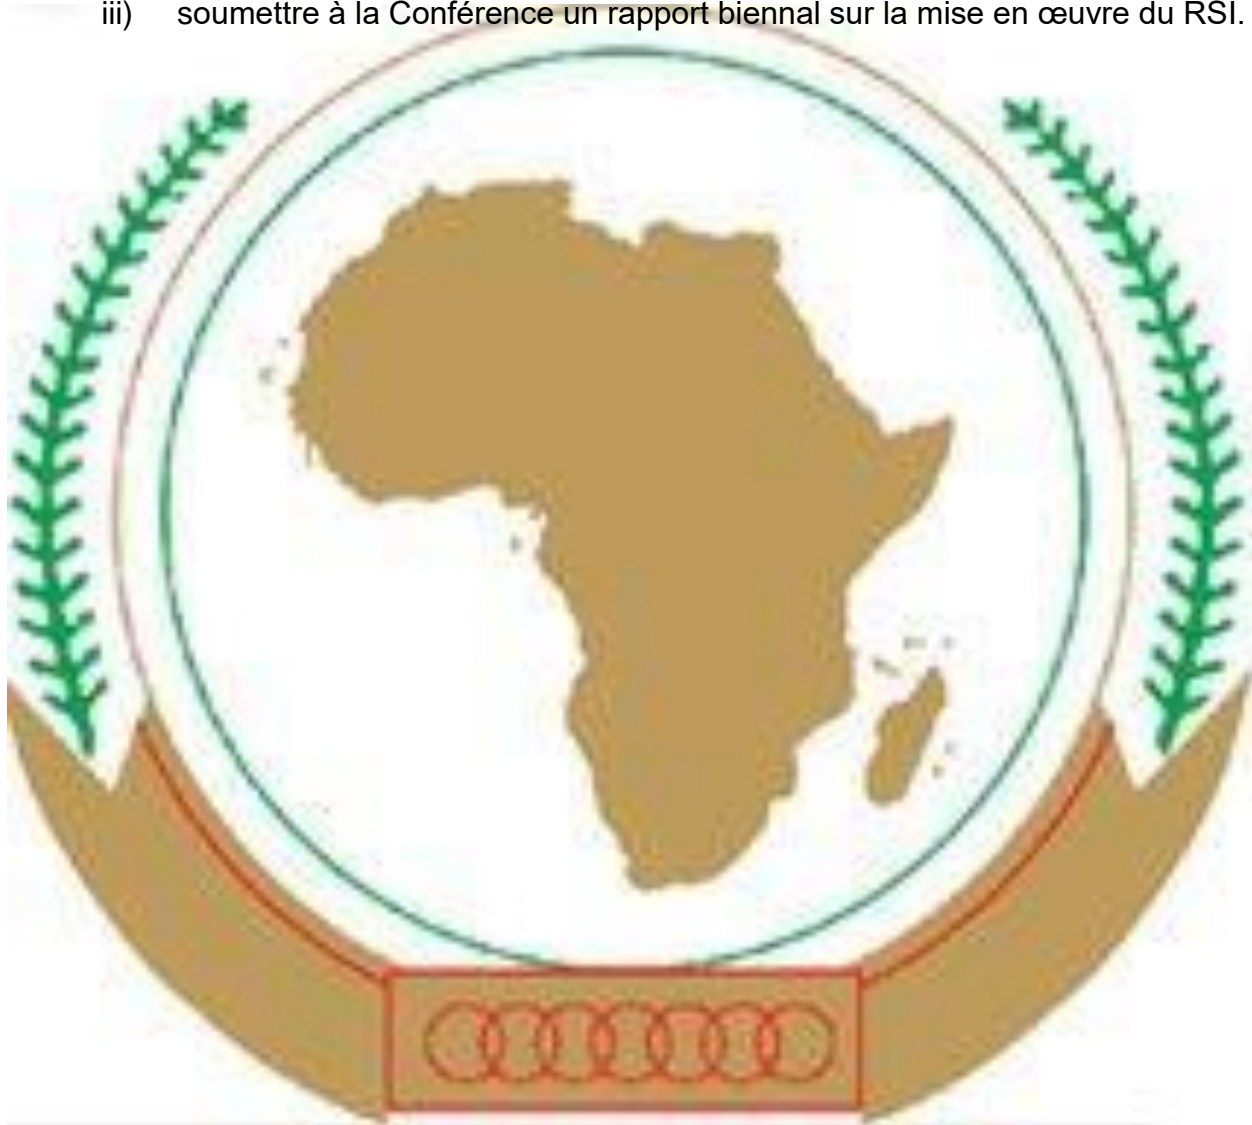 iii) soumettre à la Conférence un rapport biennal sur la mise en œuvre du RSI.